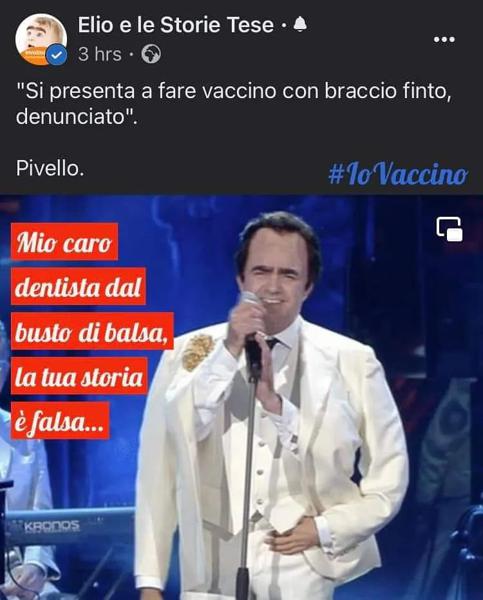 Elio e le Storie Tese ·
3 hrs ·
"Si presenta a fare vaccino con braccio finto,
denunciato".
Pivello.
#IoVaccino
Mio caro
dentista dal
busto di balsa,
la tua storia
è falsa...
KRONOS